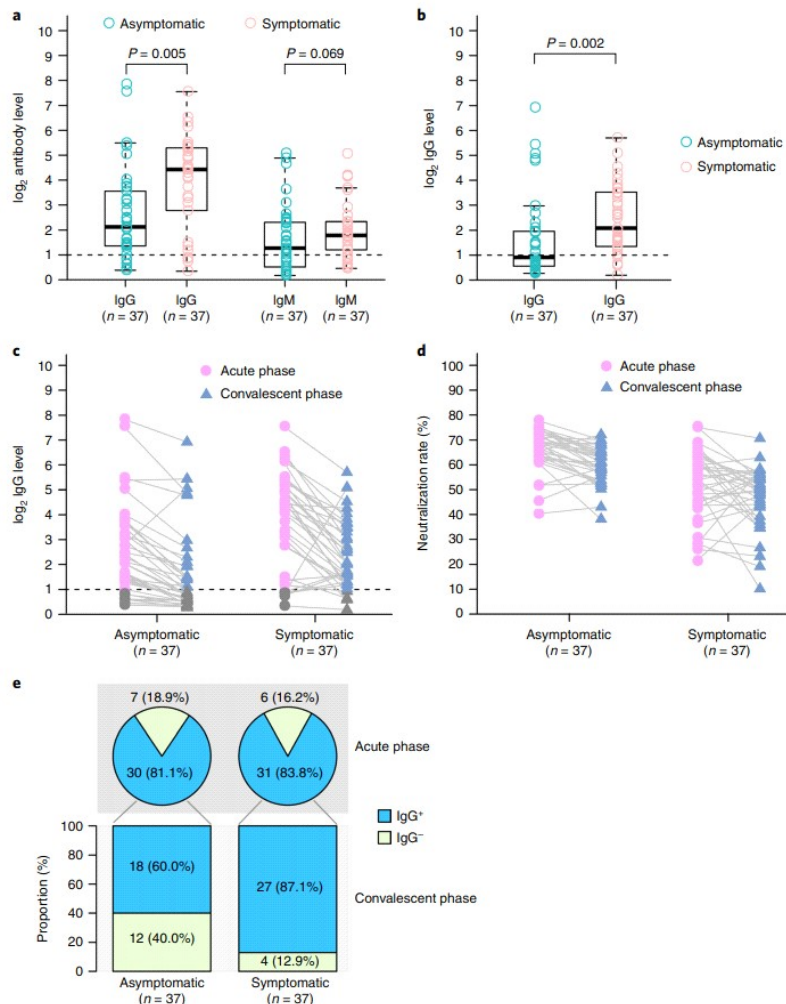 a
Asymptomatic Symptomatic
P = 0.005 P = 0.069
log2 antibody level
10
9
8
7
6
5
4
3
2
1
0
IgG IgG IgM IgM
(n = 37) (n = 37) (n = 37) (n = 37)
b
P = 0.002
log2 IgG level
10
9
8
7
6
5
4
3
2
1
0
Asymptomatic
Symptomatic
IgG IgG
(n = 37) (n = 37)
c
Acute phase
Convalescent phase
log2 IgG level
10
9
8
7
6
5
4
3
2
1
0
Asymptomatic Symptomatic
(n = 37) (n = 37)
d
Acute phase
Convalescent phase
Neutralization rate (%)
100
90
80
70
60
50
40
30
20
10
0
Asymptomatic Symptomatic
(n = 37) (n = 37)
e
7 (18.9%) 6 (16.2%)
30 (81.1%) 31 (83.8%)
Acute phase
IgG+
IgG−
Proportion (%)
100
80
60
40
20
0
18 (60.0%) 27 (87.1%)
12 (40.0%) 4 (12.9%)
Convalescent phase
Asymptomatic Symptomatic
(n = 37) (n = 37)